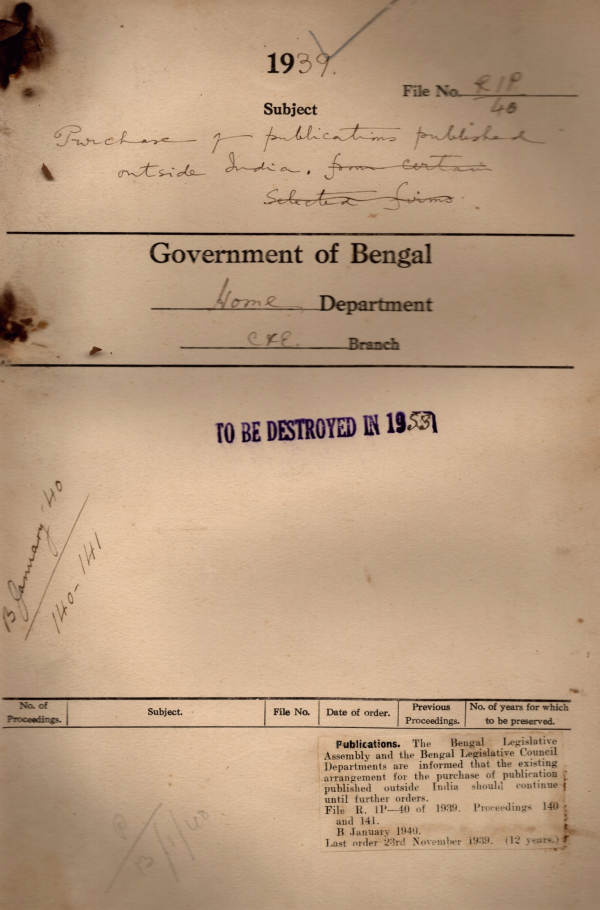 1939.
File No. R 1P
40
Subject
Purchase of publications published
outside India. from certain
Selected firms.
Government of Bengal
Home Department
C&E. Branch
TO BE DESTROYED IN 1953
B January '40
140-141
No. of Proceedings. Subject. File No. Date of order. Previous Proceedings. No. of years for which to be preserved.
Publications. The Bengal Legislative
Assembly and the Bengal Legislative Council
Departments are informed that the existing
arrangement for the purchase of publication
published outside India should continue
until further orders.
File R. 1P—40 of 1939. Proceedings 140
and 141.
B January 1940.
Last order 23rd November 1939. (12 years.)